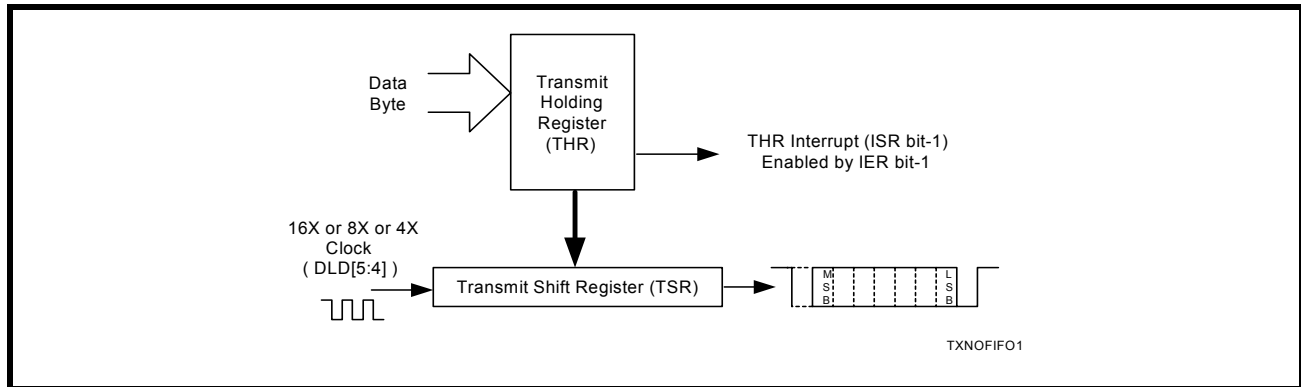 Data
Byte
Transmit
Holding
Register
(THR)
THR Interrupt (ISR bit-1)
Enabled by IER bit-1
16X or 8X or 4X
Clock
( DLD[5:4] )
Transmit Shift Register (TSR)
M
S
B
L
S
B
TXNOFIFO1